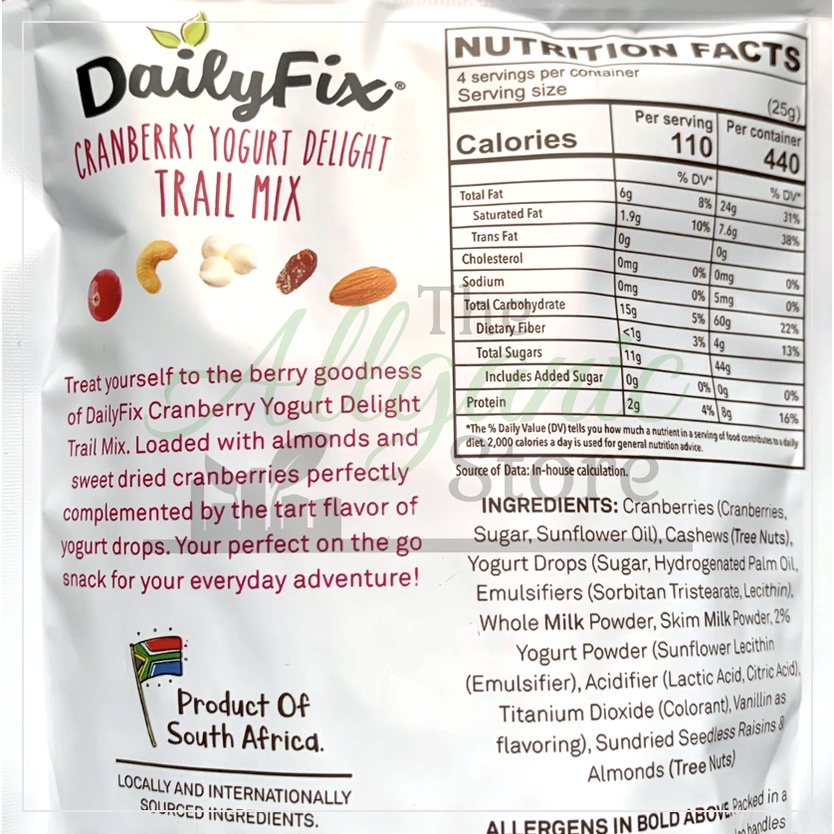 DailyFix®
CRANBERRY YOGURT DELIGHT
TRAIL MIX
Treat yourself to the berry goodness
of DailyFix Cranberry Yogurt Delight
Trail Mix. Loaded with almonds and
sweet dried cranberries perfectly
complemented by the tart flavor of
yogurt drops. Your perfect on the go
snack for your everyday adventure!
Product Of
South Africa.
LOCALLY AND INTERNATIONALLY
SOURCED INGREDIENTS.
NUTRITION FACTS
4 servings per container
Serving size (25g)
Per serving Per container
Calories 110 440
% DV* % DV*
Total Fat 6g 8% 24g 31%
Saturated Fat 1.9g 10% 7.6g 38%
Trans Fat 0g 0g
Cholesterol 0mg 0% 0mg 0%
Sodium 0mg 0% 5mg 0%
Total Carbohydrate 15g 5% 60g 22%
Dietary Fiber <1g 3% 4g 13%
Total Sugars 11g 44g
Includes Added Sugar 0g 0% 0g 0%
Protein 2g 4% 8g 16%
*The % Daily Value (DV) tells you how much a nutrient in a serving of food contributes to a daily
diet. 2,000 calories a day is used for general nutrition advice.
Source of Data: In-house calculation.
INGREDIENTS: Cranberries (Cranberries,
Sugar, Sunflower Oil), Cashews (Tree Nuts),
Yogurt Drops (Sugar, Hydrogenated Palm Oil,
Emulsifiers (Sorbitan Tristearate, Lecithin),
Whole Milk Powder, Skim Milk Powder, 2%
Yogurt Powder (Sunflower Lecithin
(Emulsifier), Acidifier (Lactic Acid, Citric Acid),
Titanium Dioxide (Colorant), Vanillin as
flavoring), Sundried Seedless Raisins &
Almonds (Tree Nuts)
ALLERGENS IN BOLD ABOVE. Packed in a
handles
The
Allganic
Store